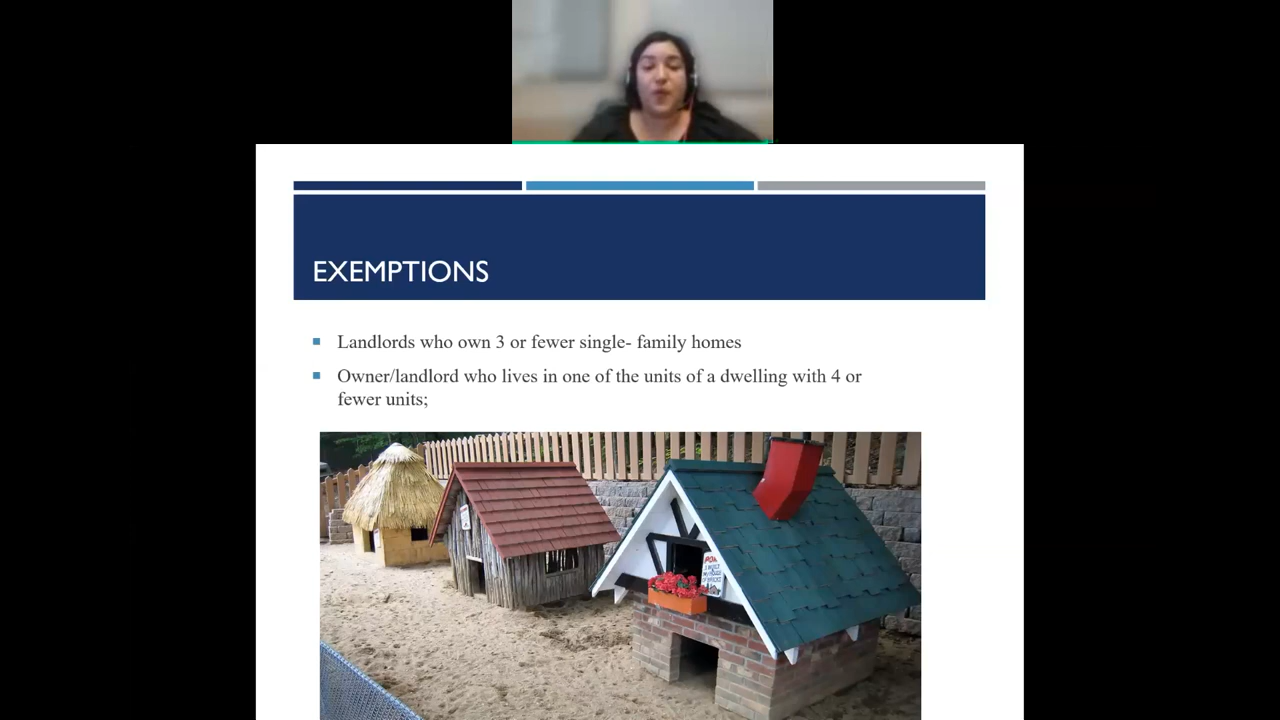 EXEMPTIONS
Landlords who own 3 or fewer single- family homes
Owner/landlord who lives in one of the units of a dwelling with 4 or
fewer units;